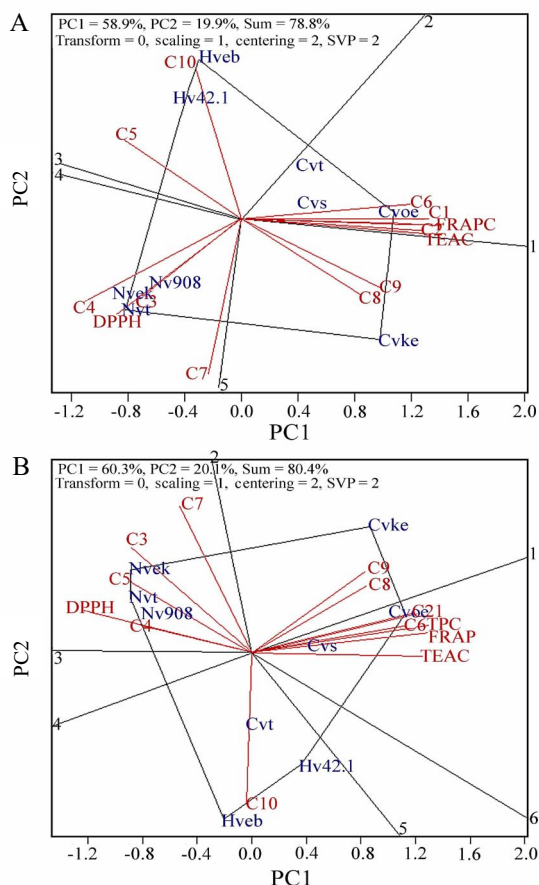 A
PC1 = 58.9%, PC2 = 19.9%, Sum = 78.8%
Transform = 0, scaling = 1, centering = 2, SVP = 2
2
Hveb
C10
Hv42.1
C5
3
4
Cvt
Cvs
C6
Cvoe
C1
FRAPC
C2
TEAC
1
Nv908
Nvek
C3
C4
Nvt
DPPH
C9
C8
Cvke
C7
5
PC2
-1.2 -0.8 -0.4 0.0 0.4 0.8 1.2 1.6 2.0
PC1
B
PC1 = 60.3%, PC2 = 20.1%, Sum = 80.4%
Transform = 0, scaling = 1, centering = 2, SVP = 2
2
C7
Cvke
C3
1
Nvek
C5
C9
C8
Nvt
DPPH
Nv908
C4
Cvoe
C21
C6
TPC
FRAP
Cvs
TEAC
3
4
Cvt
Hv42.1
C10
Hveb
5
6
PC2
-1.2 -0.8 -0.4 0.0 0.4 0.8 1.2 1.6 2.0
PC1